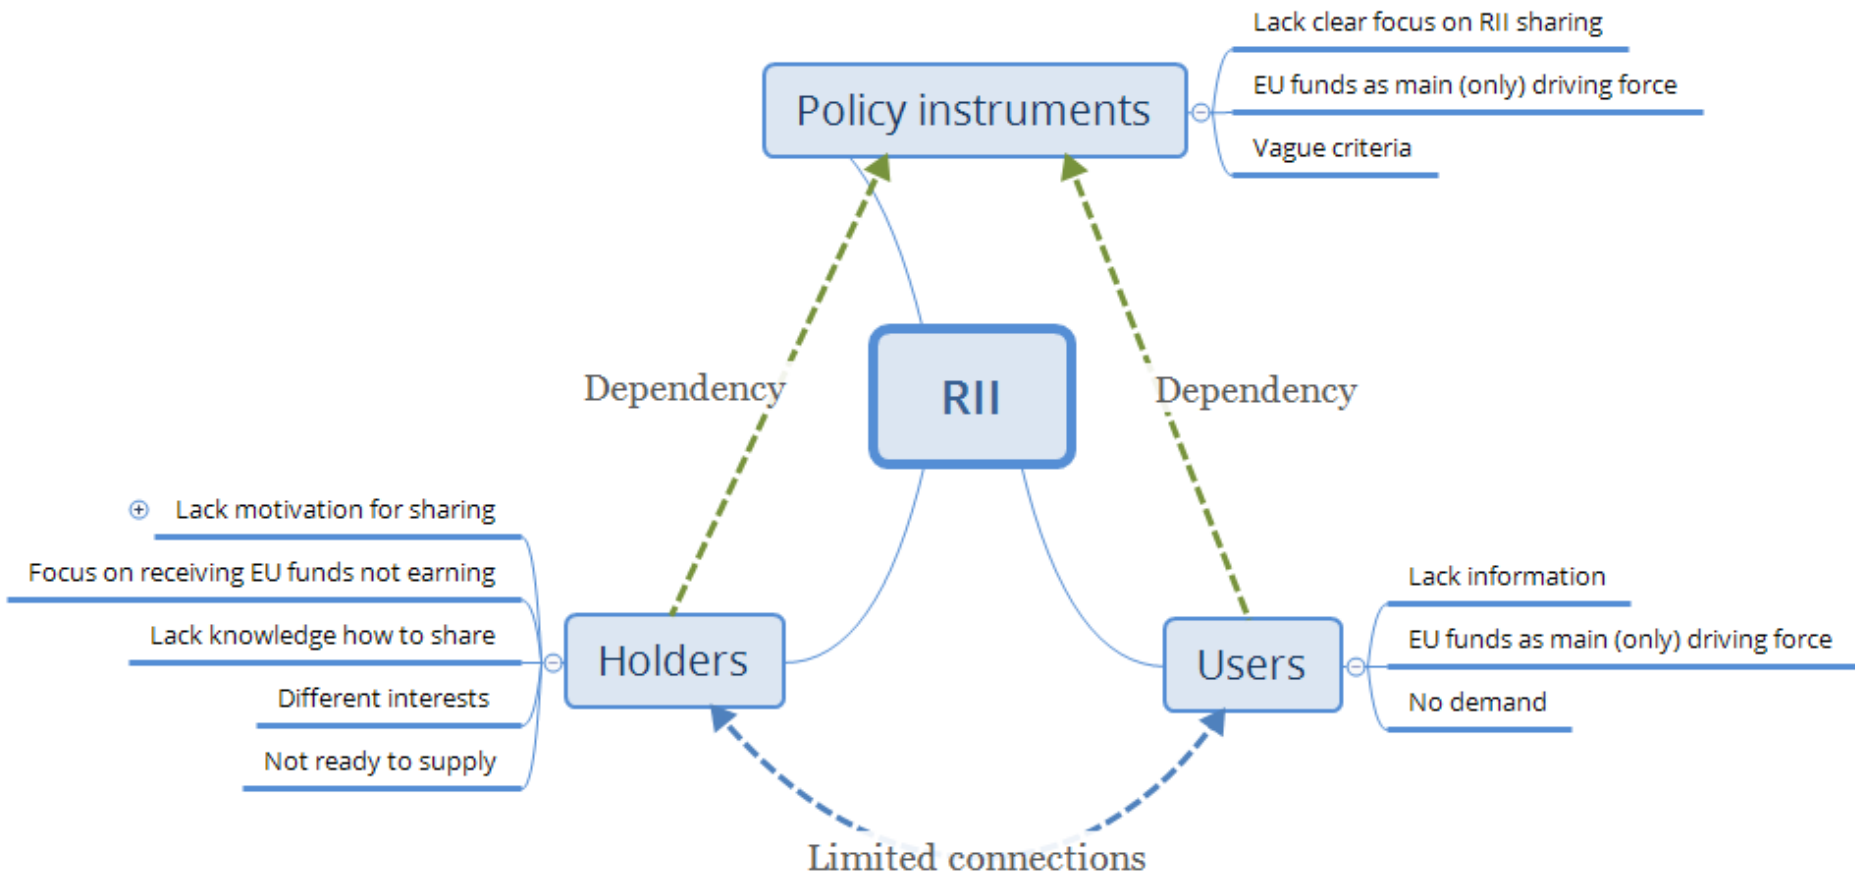 Lack clear focus on RII sharing
Policy instruments
EU funds as main (only) driving force
Vague criteria
Dependency
RII
Dependency
Lack motivation for sharing
Focus on receiving EU funds not earning
Lack knowledge how to share
Different interests
Not ready to supply
Holders
Users
Lack information
EU funds as main (only) driving force
No demand
Limited connections